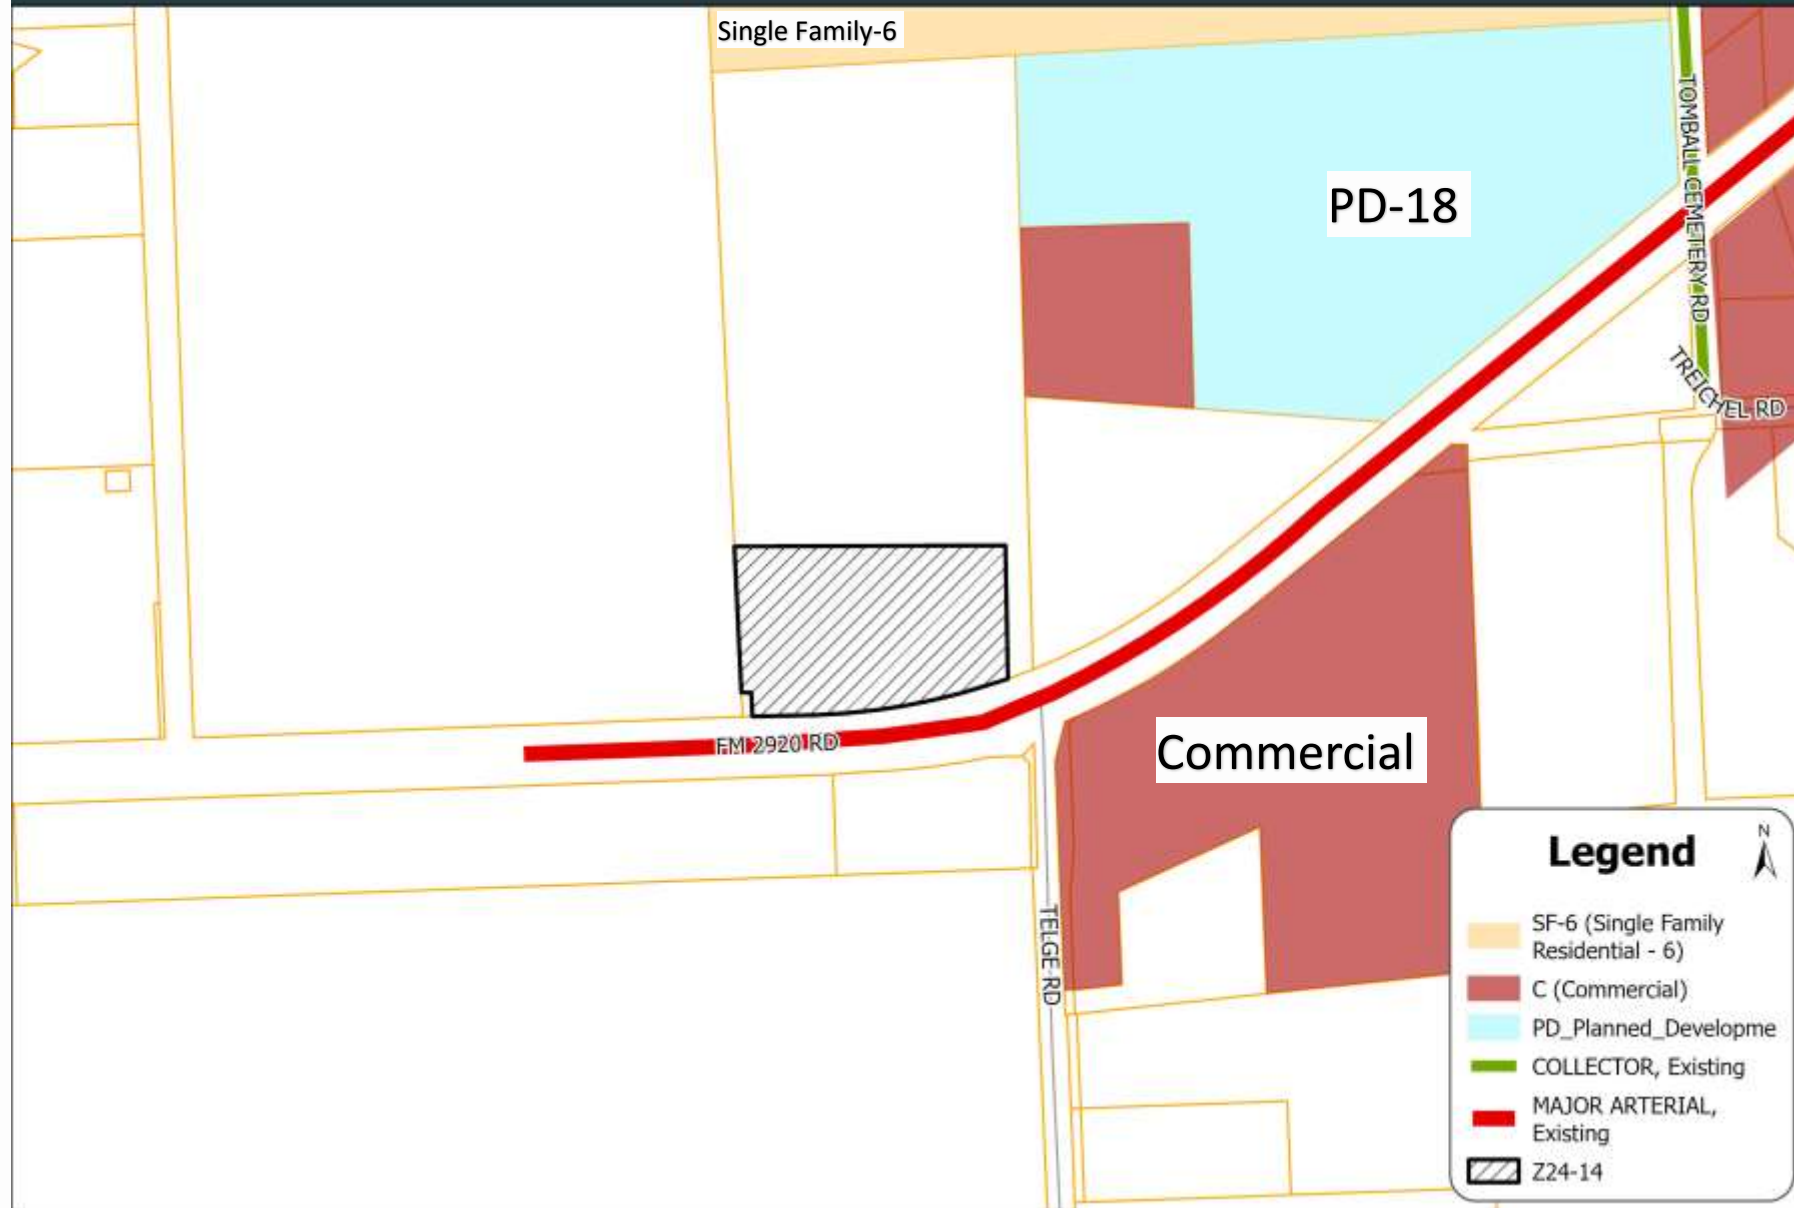 Single Family-6
TOMBALL CEMETERY RD
PD-18
TREICHEL RD
FM 2920 RD
Commercial
TELGE RD
Legend
N
SF-6 (Single Family
Residential - 6)
C (Commercial)
PD_Planned_Developme
COLLECTOR, Existing
MAJOR ARTERIAL,
Existing
Z24-14